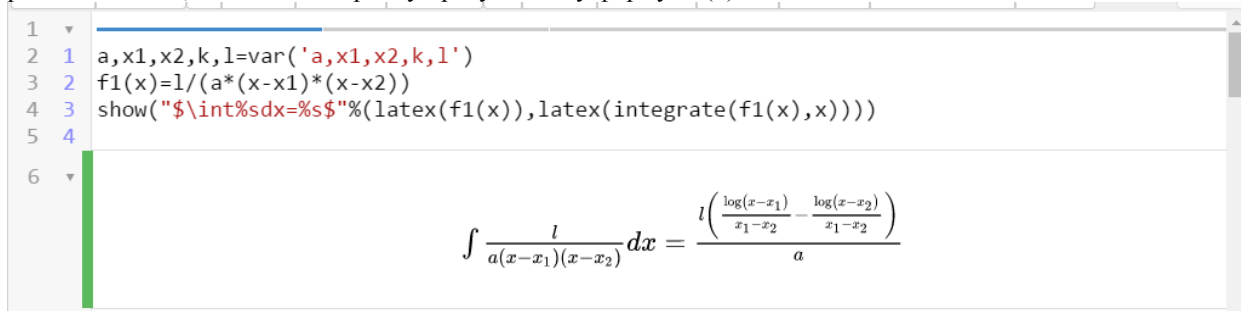 1
2 1 a,x1,x2,k,l=var('a,x1,x2,k,l')
3 2 f1(x)=l/(a*(x-x1)*(x-x2))
4 3 show("$\int%sdx=%s$"%(latex(f1(x)),latex(integrate(f1(x),x))))
5 4
6
∫ l/(a(x−x₁)(x−x₂)) dx = l(log(x−x₁)/(x₁−x₂) − log(x−x₂)/(x₁−x₂))/a